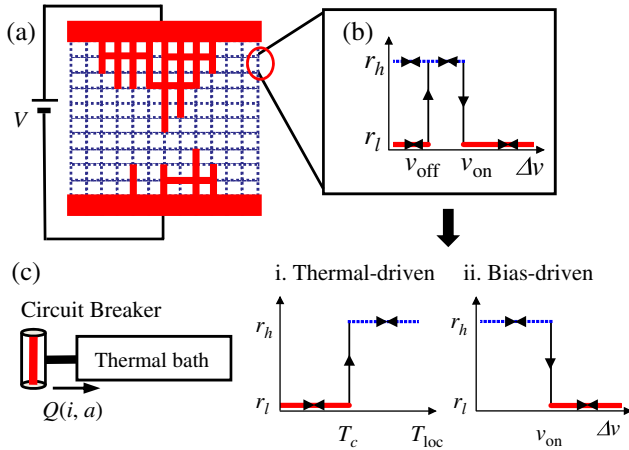 (a)
V
(b)
r_h
r_l
v_off
v_on
Δv
(c)
Circuit Breaker
Thermal bath
Q(i, a)
i. Thermal-driven
r_h
r_l
T_c
T_loc
ii. Bias-driven
r_h
r_l
v_on
Δv